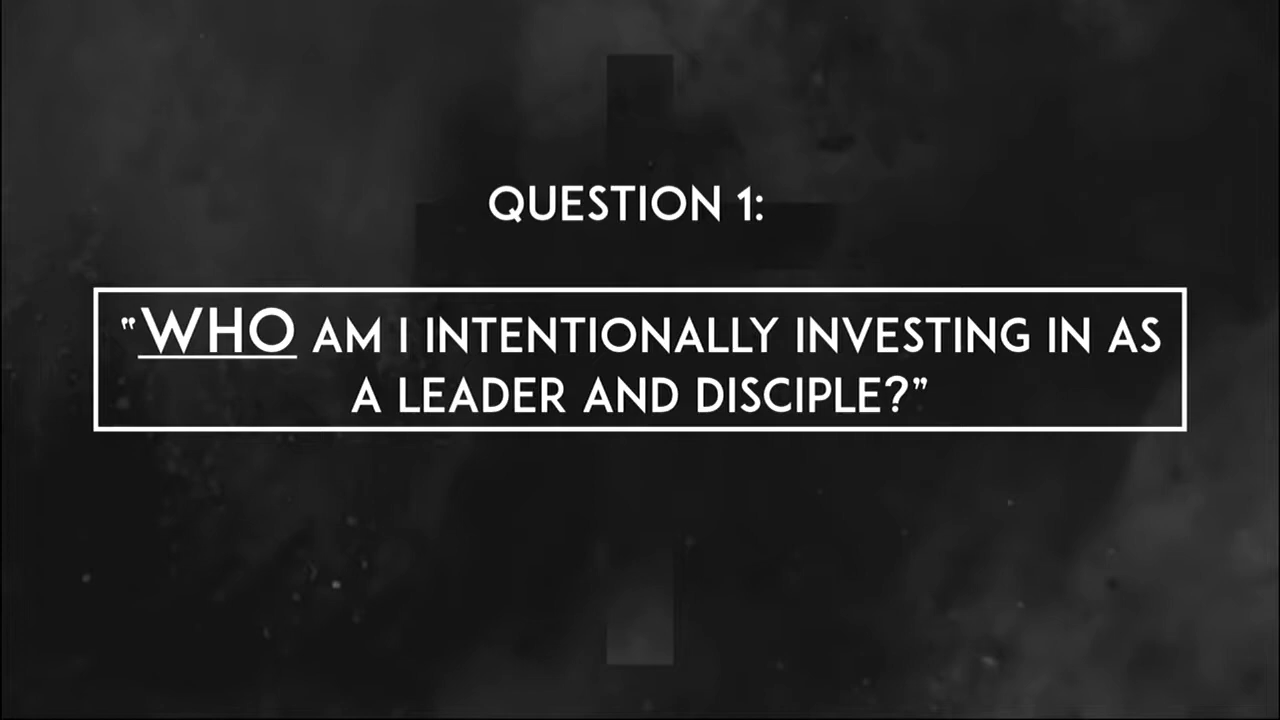 QUESTION 1:
"WHO AM I INTENTIONALLY INVESTING IN AS
A LEADER AND DISCIPLE?"